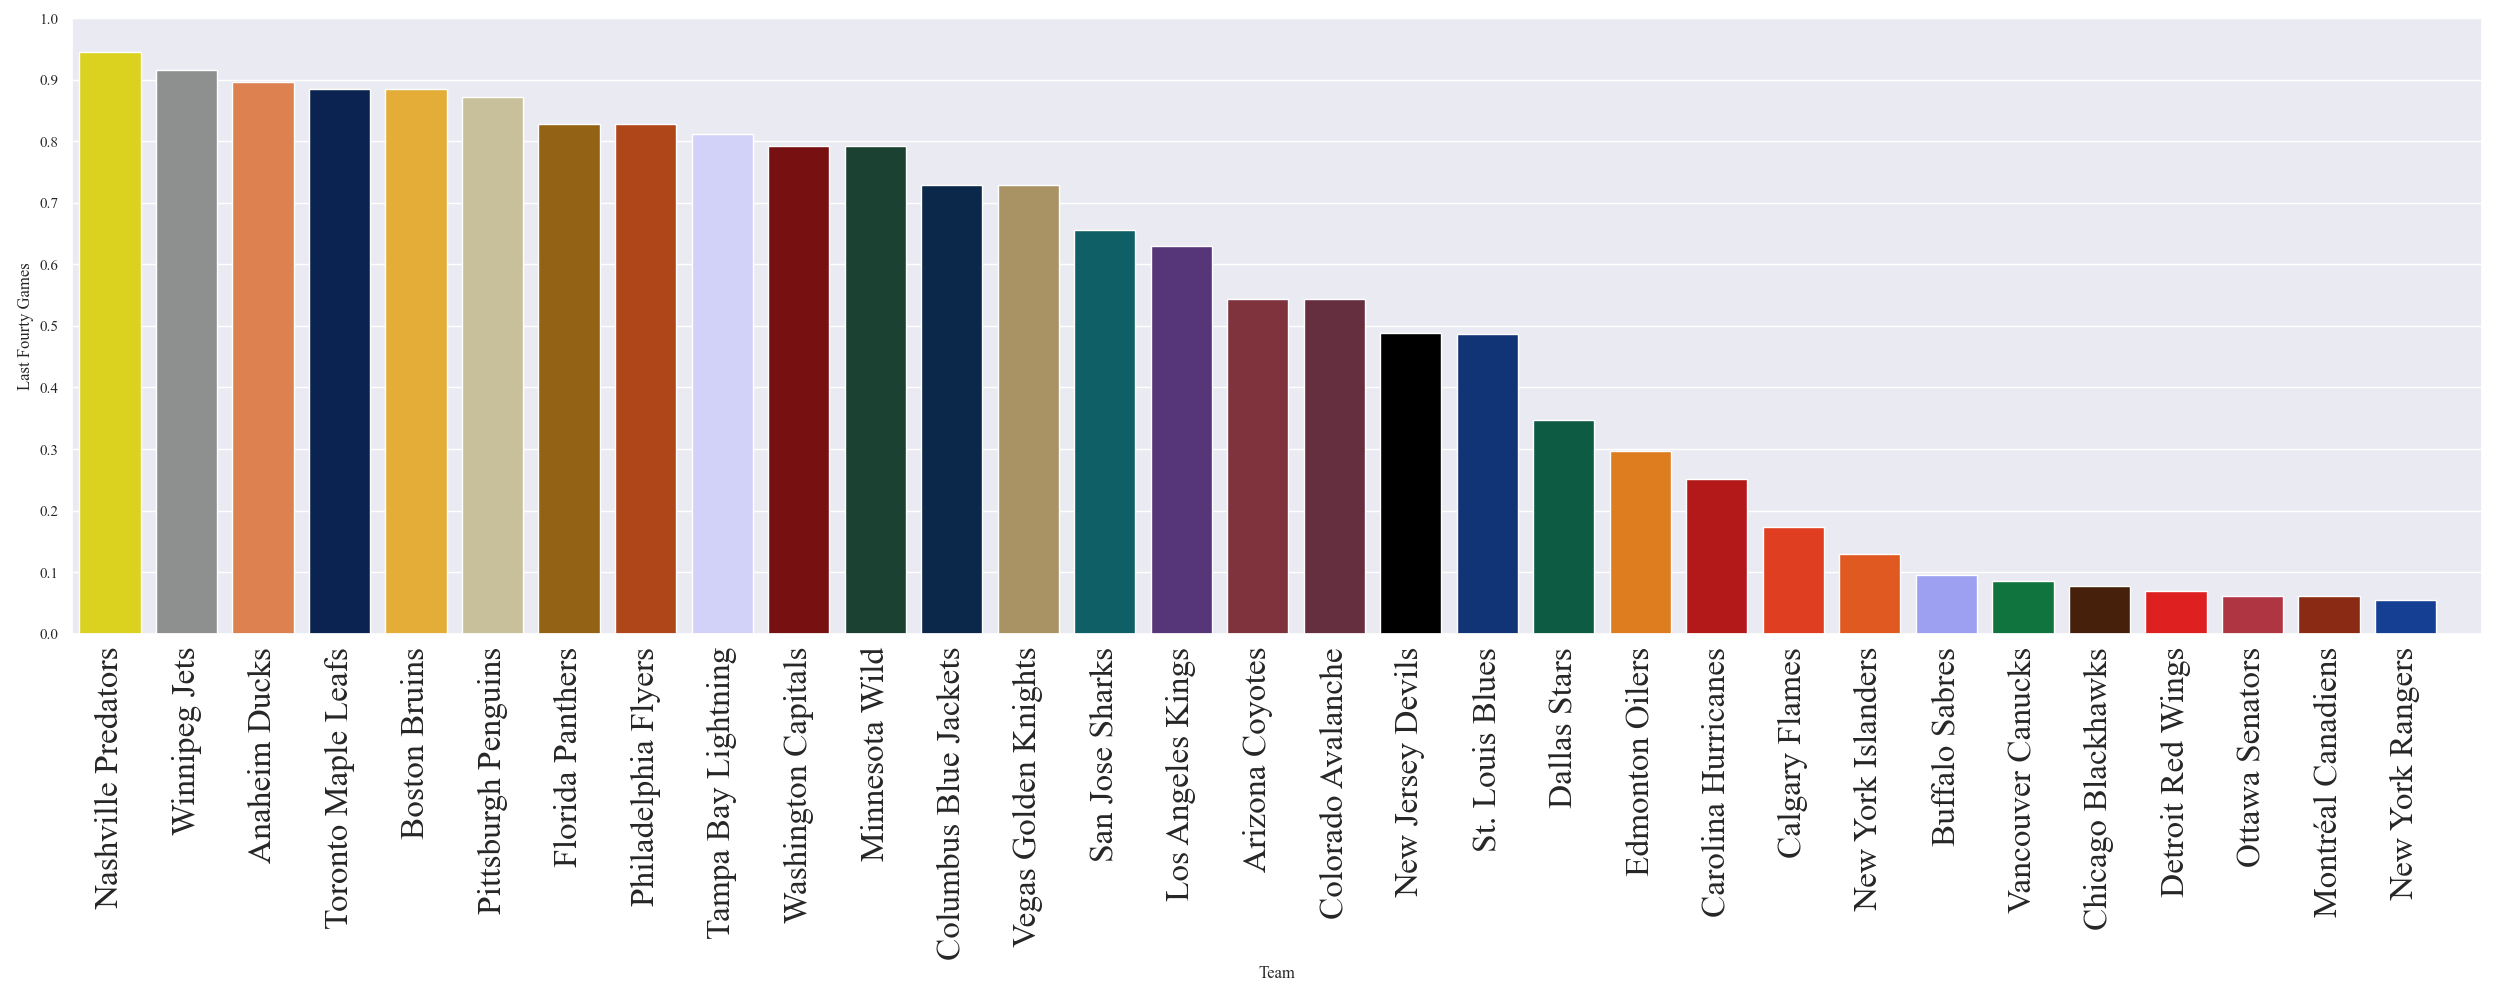 1.0
0.9
0.8
0.7
0.6
0.5
0.4
0.3
0.2
0.1
0.0
Last Fourty Games
Nashville Predators
Winnipeg Jets
Anaheim Ducks
Toronto Maple Leafs
Boston Bruins
Pittsburgh Penguins
Florida Panthers
Philadelphia Flyers
Tampa Bay Lightning
Washington Capitals
Minnesota Wild
Columbus Blue Jackets
Vegas Golden Knights
San Jose Sharks
Los Angeles Kings
Arizona Coyotes
Colorado Avalanche
New Jersey Devils
St. Louis Blues
Dallas Stars
Edmonton Oilers
Carolina Hurricanes
Calgary Flames
New York Islanders
Buffalo Sabres
Vancouver Canucks
Chicago Blackhawks
Detroit Red Wings
Ottawa Senators
Montréal Canadiens
New York Rangers
Team